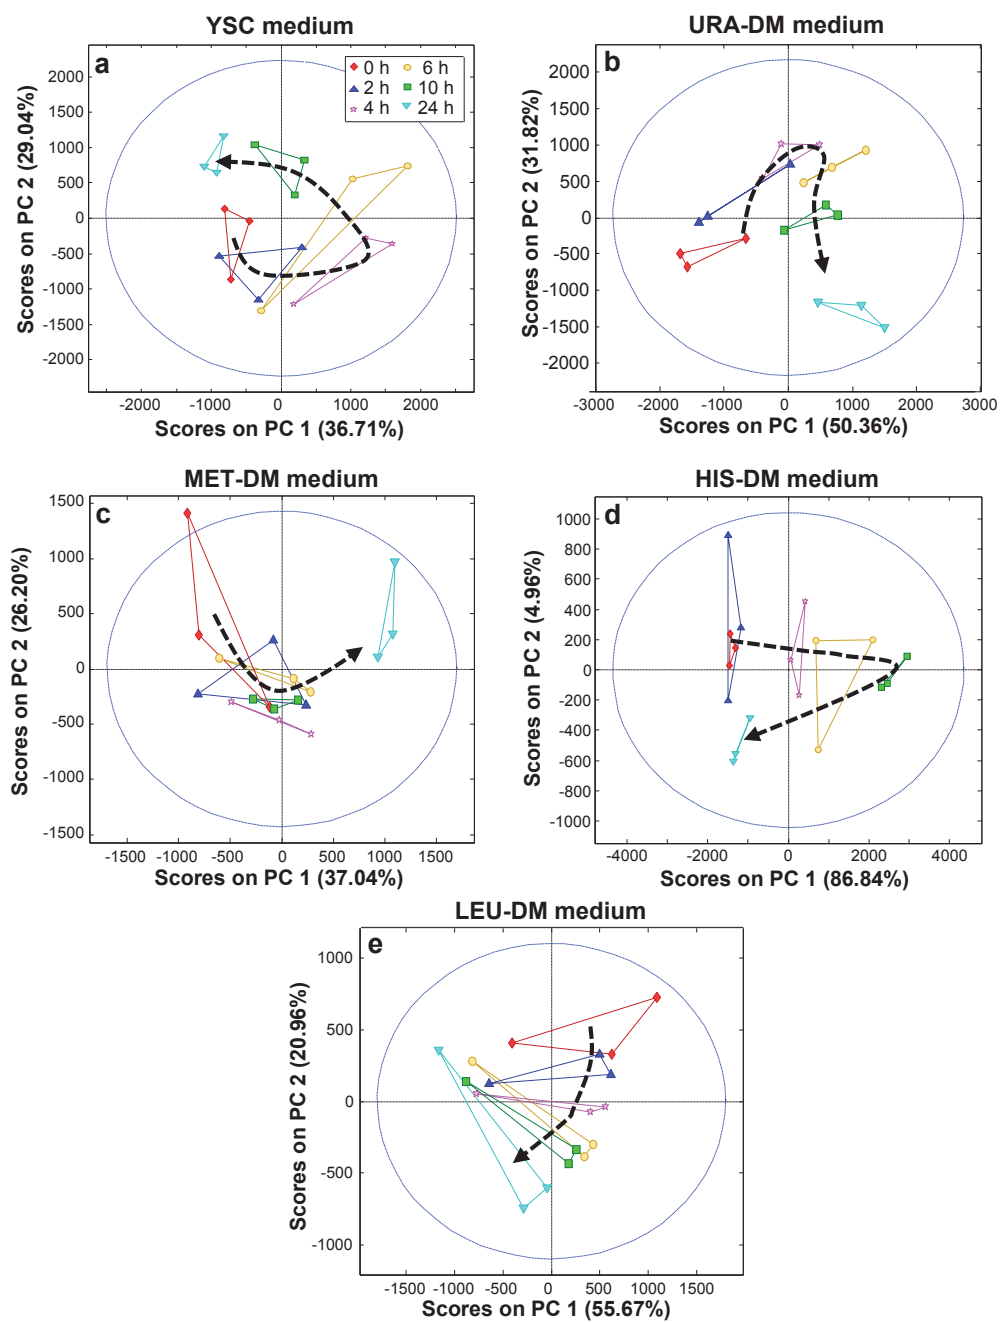 YSC medium
URA-DM medium
a
0 h
6 h
2 h
10 h
4 h
24 h
2000
1500
1000
500
0
-500
-1000
-1500
-2000
Scores on PC 2 (29.04%)
-2000
-1000
0
1000
2000
Scores on PC 1 (36.71%)
b
2000
1500
1000
500
0
-500
-1000
-1500
-2000
Scores on PC 2 (31.82%)
-3000
-2000
-1000
0
1000
2000
3000
Scores on PC 1 (50.36%)
MET-DM medium
HIS-DM medium
c
1500
1000
500
0
-500
-1000
-1500
Scores on PC 2 (26.20%)
-1500
-1000
-500
0
500
1000
1500
Scores on PC 1 (37.04%)
d
1000
800
600
400
200
0
-200
-400
-600
-800
-1000
Scores on PC 2 (4.96%)
-4000
-2000
0
2000
4000
Scores on PC 1 (86.84%)
LEU-DM medium
e
1000
500
0
-500
-1000
Scores on PC 2 (20.96%)
-1500
-1000
-500
0
500
1000
1500
Scores on PC 1 (55.67%)